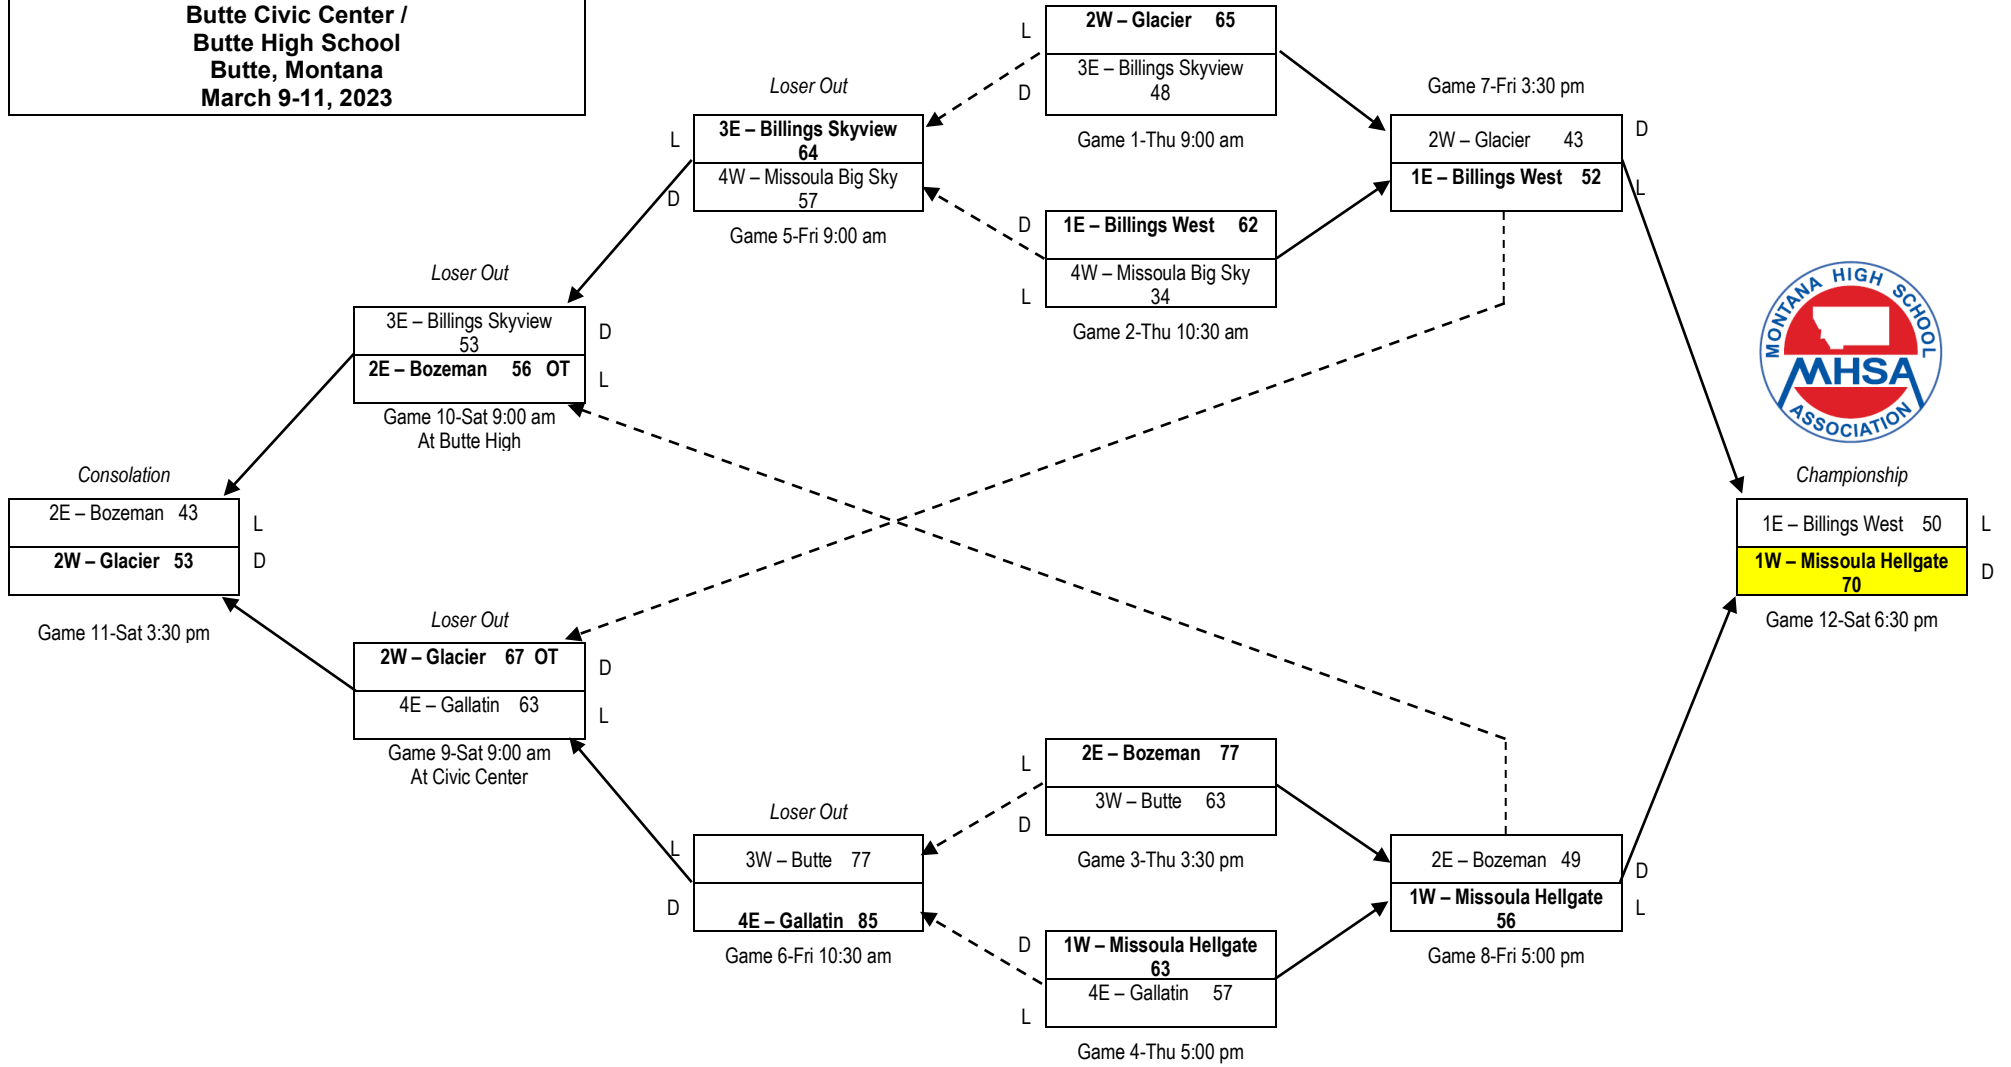 Butte Civic Center /
Butte High School
Butte, Montana
March 9-11, 2023
L
2W – Glacier 65
3E – Billings Skyview
48
D
Game 1-Thu 9:00 am
D
1E – Billings West 62
4W – Missoula Big Sky
34
L
Game 2-Thu 10:30 am
Loser Out
L
3E – Billings Skyview
64
4W – Missoula Big Sky
57
D
Game 5-Fri 9:00 am
Game 7-Fri 3:30 pm
2W – Glacier 43
D
1E – Billings West 52
L
Loser Out
3E – Billings Skyview
53
D
2E – Bozeman 56 OT
L
Game 10-Sat 9:00 am
At Butte High
MONTANA HIGH SCHOOL
MHSA
ASSOCIATION
Consolation
2E – Bozeman 43
L
2W – Glacier 53
D
Game 11-Sat 3:30 pm
Championship
1E – Billings West 50
L
1W – Missoula Hellgate
70
D
Game 12-Sat 6:30 pm
Loser Out
2W – Glacier 67 OT
D
4E – Gallatin 63
L
Game 9-Sat 9:00 am
At Civic Center
L
2E – Bozeman 77
3W – Butte 63
D
Game 3-Thu 3:30 pm
Loser Out
L
3W – Butte 77
4E – Gallatin 85
D
Game 6-Fri 10:30 am
2E – Bozeman 49
D
1W – Missoula Hellgate
56
L
Game 8-Fri 5:00 pm
D
1W – Missoula Hellgate
63
4E – Gallatin 57
L
Game 4-Thu 5:00 pm